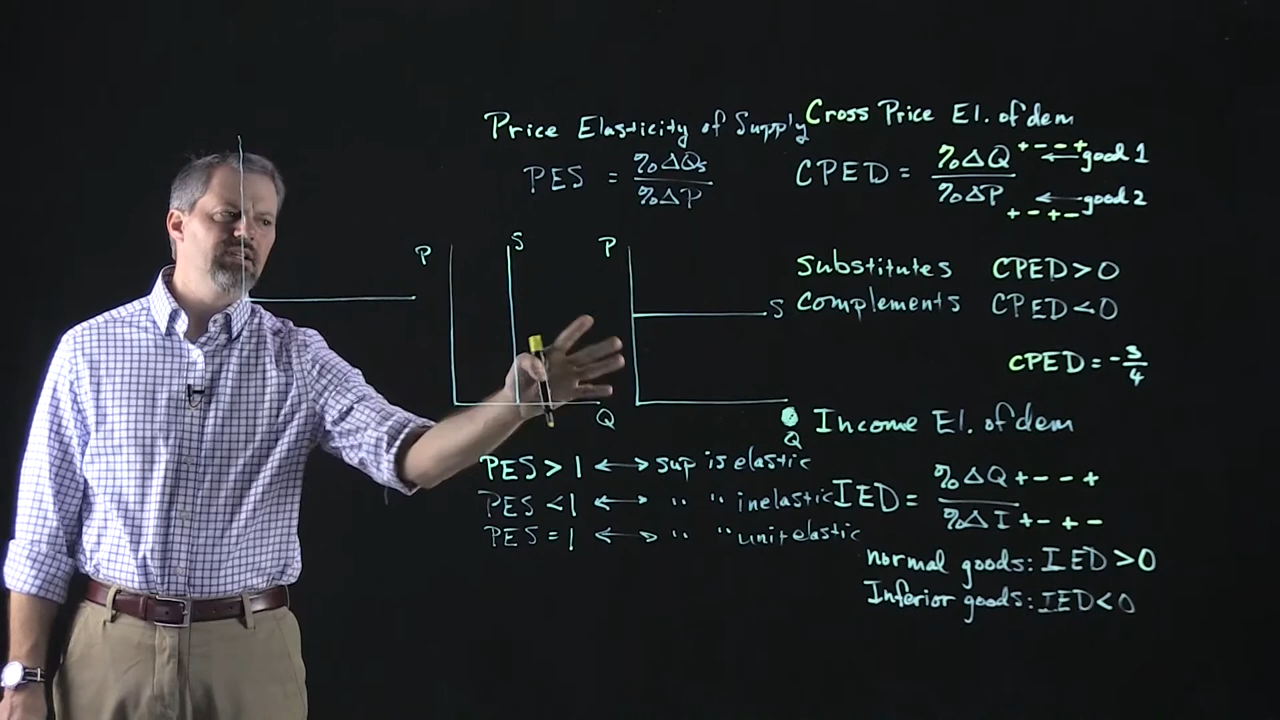 Price Elasticity of Supply
PES = %ΔQs / %ΔP
P S
Q
P S
Q
PES > 1 ↔ sup is elastic
PES < 1 ↔ " " inelastic
PES = 1 ↔ " " unit elastic
Cross Price El. of dem
CPED = %ΔQ + - - + ← good 1 / %ΔP + - + - ← good 2
Substitutes CPED > 0
Complements CPED < 0
CPED = -3/4
Income El. of dem
IED = %ΔQ + - - + / %ΔI + - + -
normal goods: IED > 0
Inferior goods: IED < 0